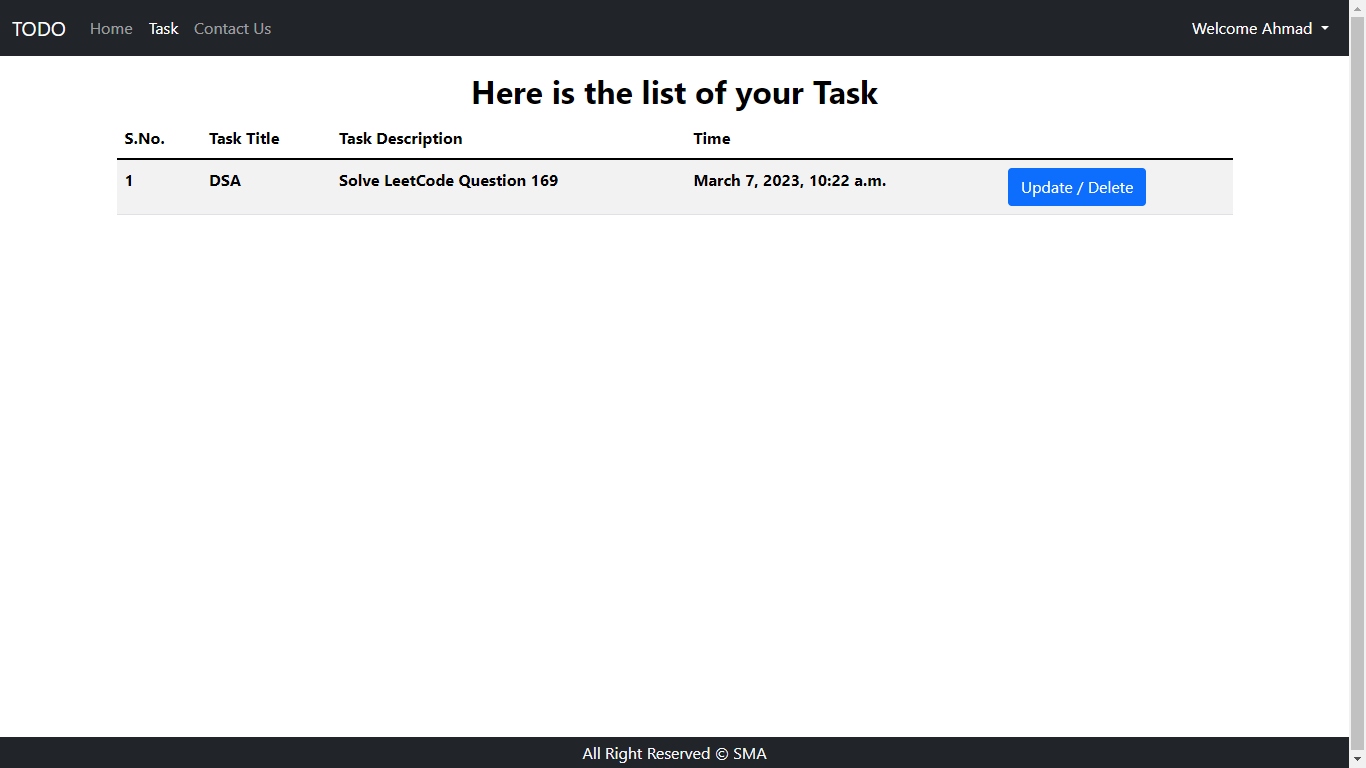 TODO Home Task Contact Us Welcome Ahmad
Here is the list of your Task
S.No. Task Title Task Description Time
1 DSA Solve LeetCode Question 169 March 7, 2023, 10:22 a.m. Update / Delete
All Right Reserved © SMA